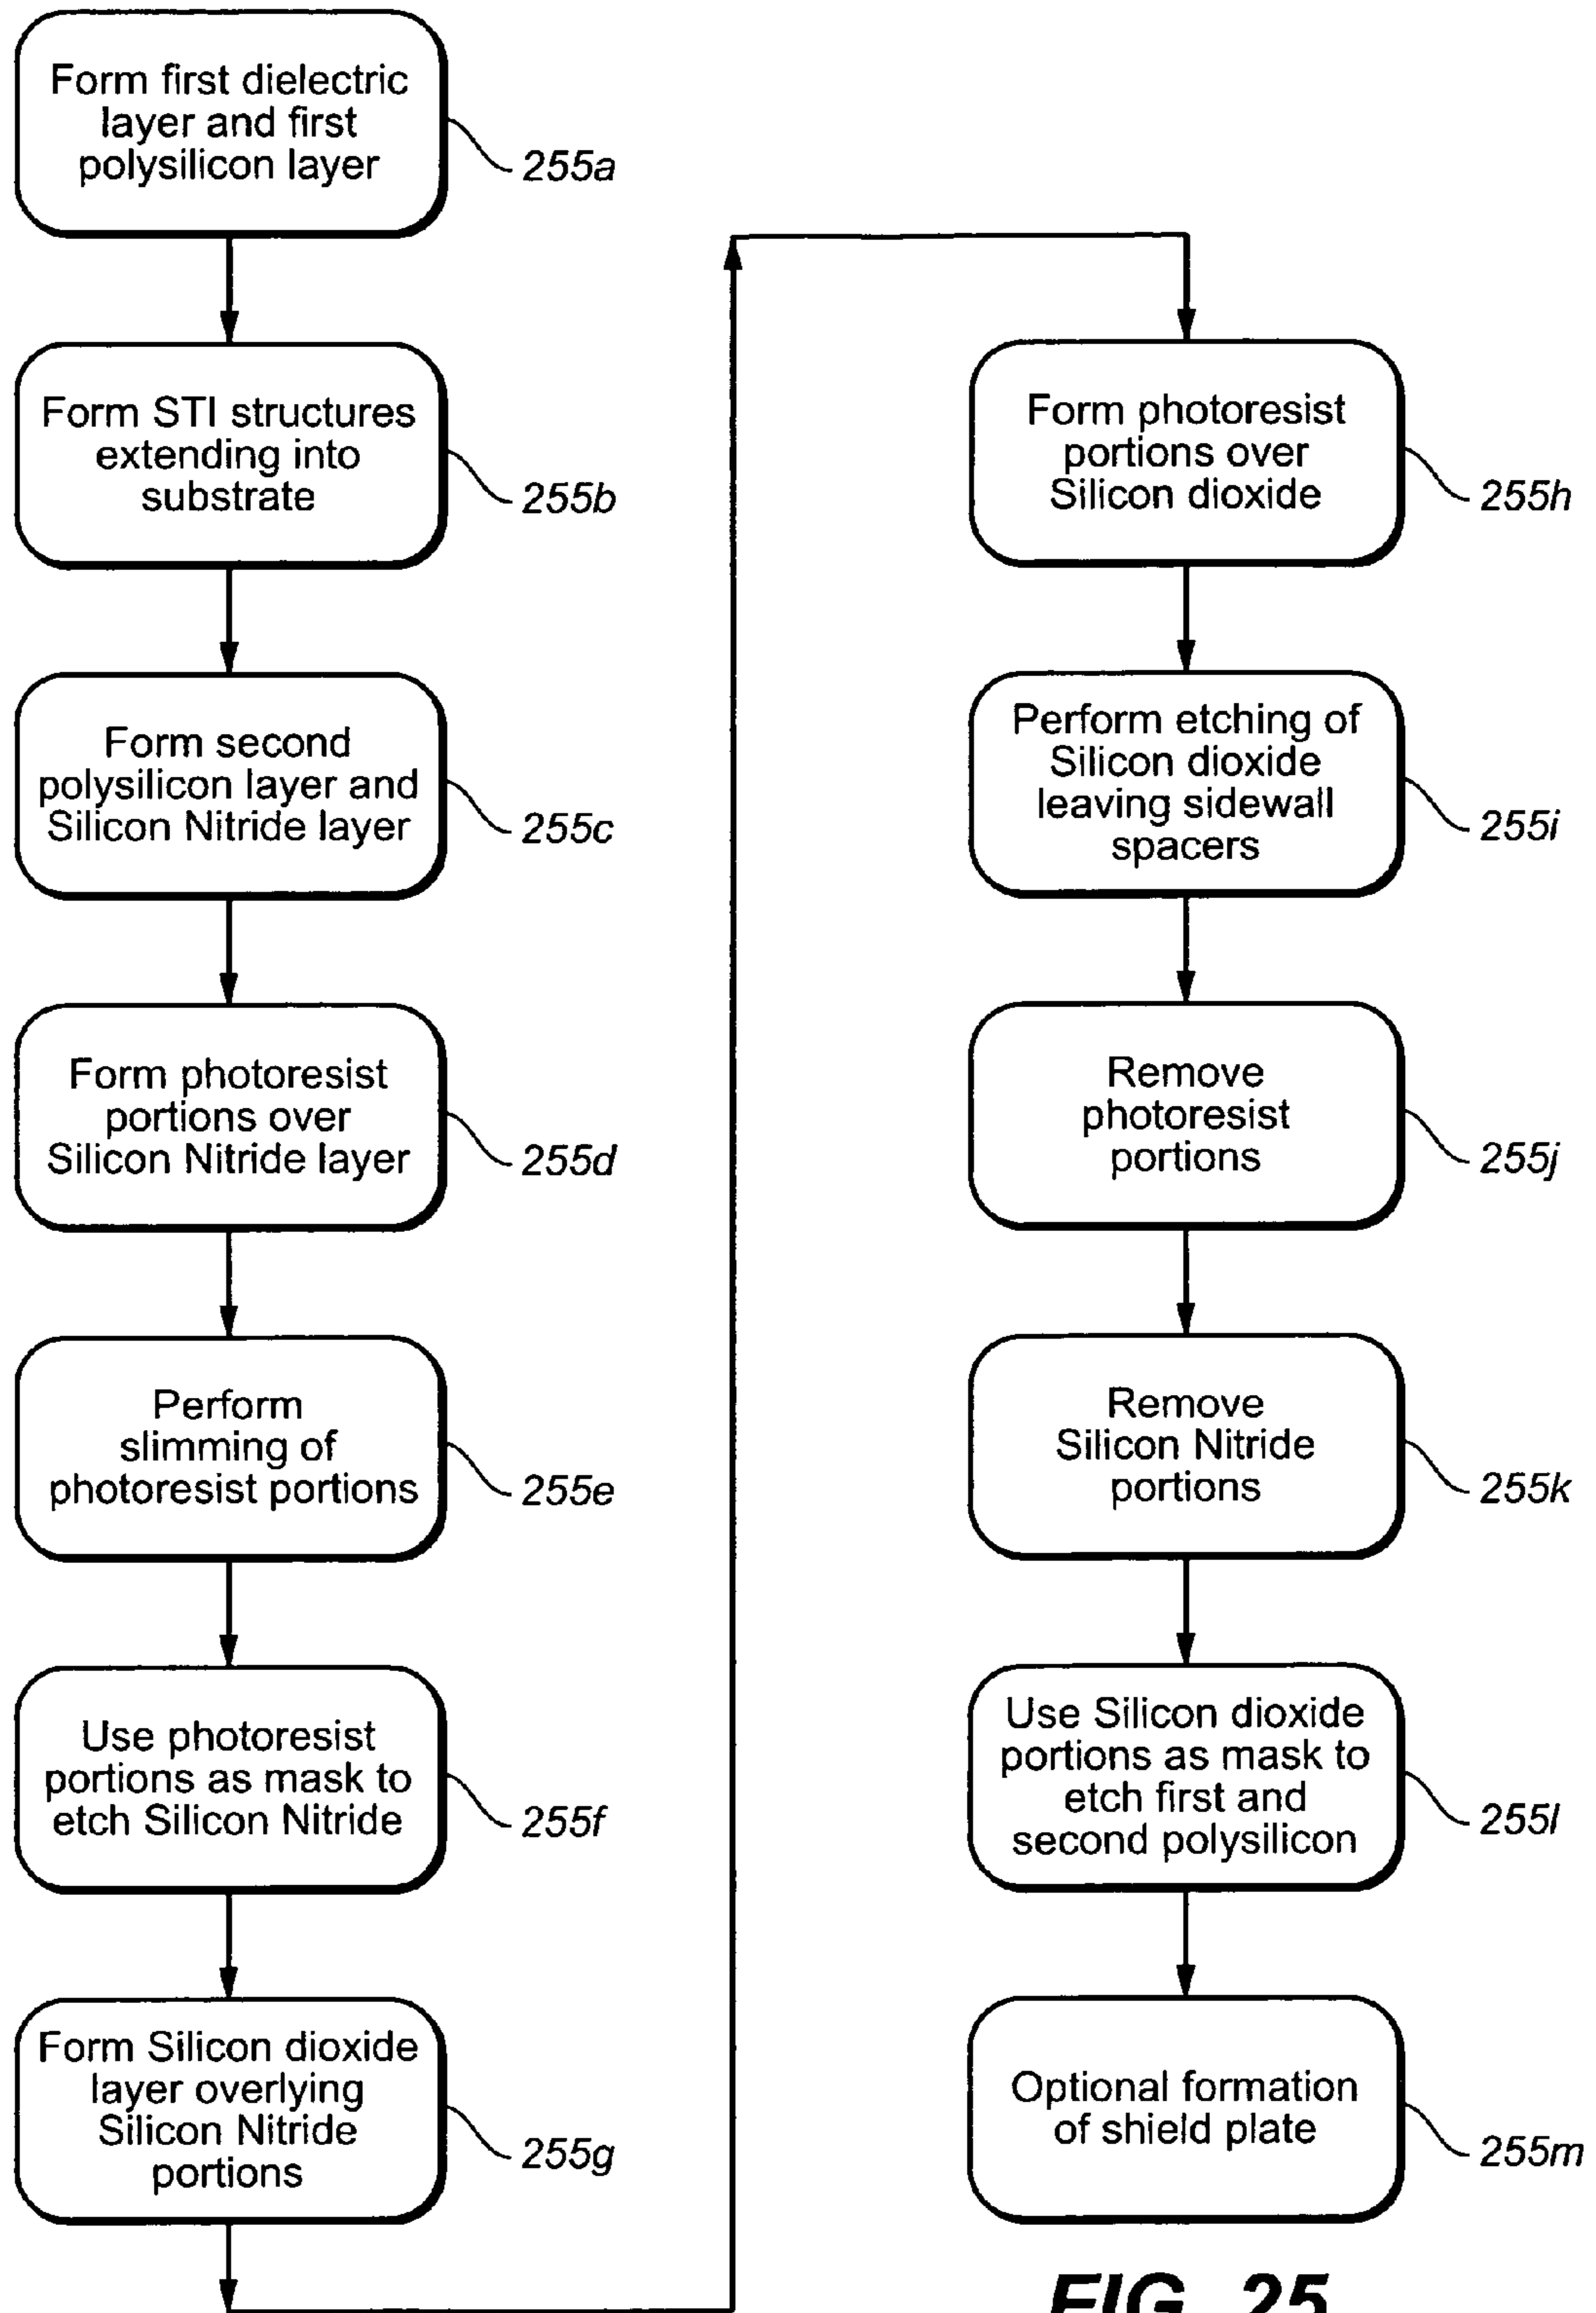 Form first dielectric
layer and first
polysilicon layer
255a
Form STI structures
extending into
substrate
255b
Form second
polysilicon layer and
Silicon Nitride layer
255c
Form photoresist
portions over
Silicon Nitride layer
255d
Perform
slimming of
photoresist portions
255e
Use photoresist
portions as mask to
etch Silicon Nitride
255f
Form Silicon dioxide
layer overlying
Silicon Nitride
portions
255g
Form photoresist
portions over
Silicon dioxide
255h
Perform etching of
Silicon dioxide
leaving sidewall
spacers
255i
Remove
photoresist
portions
255j
Remove
Silicon Nitride
portions
255k
Use Silicon dioxide
portions as mask to
etch first and
second polysilicon
255l
Optional formation
of shield plate
255m
FIG. 25